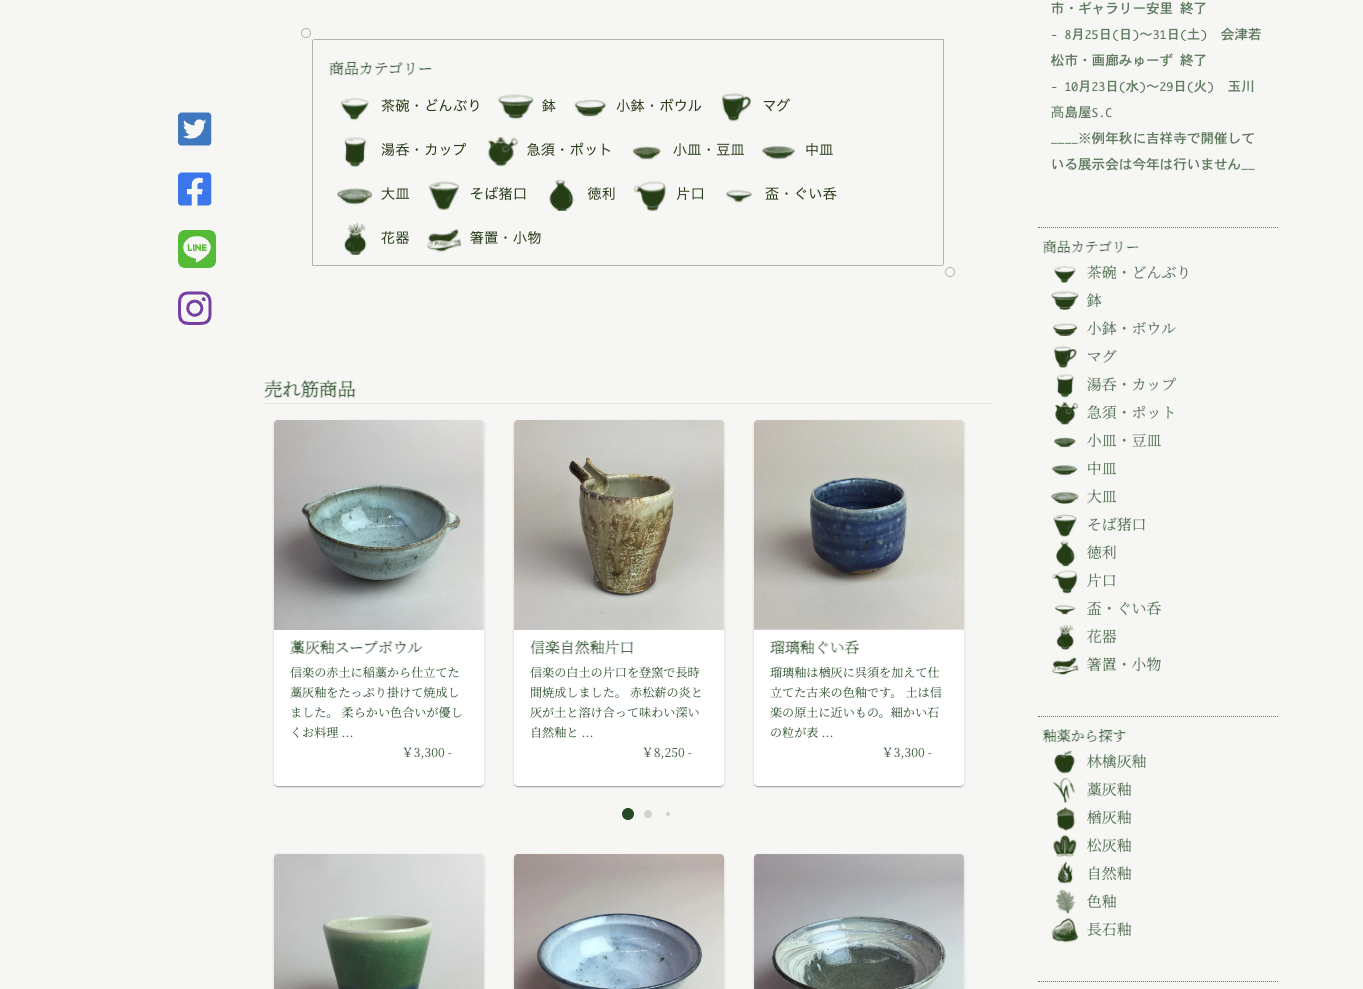 商品カテゴリー
茶碗・どんぶり 鉢 小鉢・ボウル マグ
湯呑・カップ 急須・ポット 小皿・豆皿 中皿
大皿 そば猪口 徳利 片口 盃・ぐい呑
花器 箸置・小物
LINE
売れ筋商品
藁灰釉スープボウル
信楽の赤土に稲藁から仕立てた
藁灰釉をたっぷり掛けて焼成し
ました。 柔らかい色合いが優し
くお料理 ...
¥3,300 -
信楽自然釉片口
信楽の白土の片口を登窯で長時
間焼成しました。 赤松薪の炎と
灰が土と溶け合って味わい深い
自然釉と ...
¥8,250 -
瑠璃釉ぐい呑
瑠璃釉は楢灰に呉須を加えて仕
立てた古来の色釉です。 土は信
楽の原土に近いもの。細かい石
の粒が表 ...
¥3,300 -
市・ギャラリー安里 終了
- 8月25日(日)〜31日(土) 会津若
松市・画廊みゅーず 終了
- 10月23日(水)〜29日(火) 玉川
髙島屋S.C
____※例年秋に吉祥寺で開催して
いる展示会は今年は行いません__
商品カテゴリー
茶碗・どんぶり
鉢
小鉢・ボウル
マグ
湯呑・カップ
急須・ポット
小皿・豆皿
中皿
大皿
そば猪口
徳利
片口
盃・ぐい呑
花器
箸置・小物
釉薬から探す
林檎灰釉
藁灰釉
楢灰釉
松灰釉
自然釉
色釉
長石釉